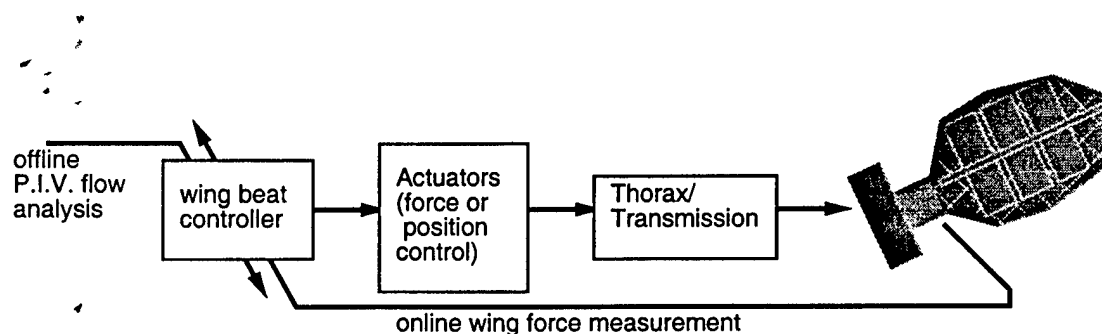 offline
P.I.V. flow
analysis
wing beat
controller
Actuators
(force or
position
control)
Thorax/
Transmission
online wing force measurement